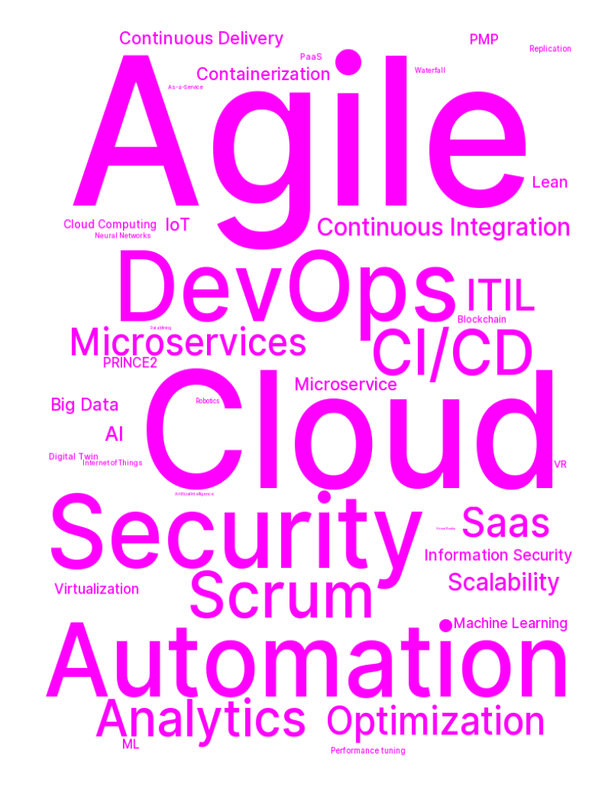 Continuous Delivery
PMP
Replication
PaaS
Containerization
Waterfall
As-a-Service
Agile
Lean
Cloud Computing
IoT
Continuous Integration
Neural Networks
DevOps
ITIL
Blockchain
Microservices
CI/CD
PRINCE2
Microservice
Cloud
Big Data
Robotics
AI
Digital Twin
Internet of Things
VR
Artificial Intelligence
Security
Saas
Information Security
Scrum
Scalability
Virtualization
Machine Learning
Automation
Analytics
Optimization
ML
Performance tuning